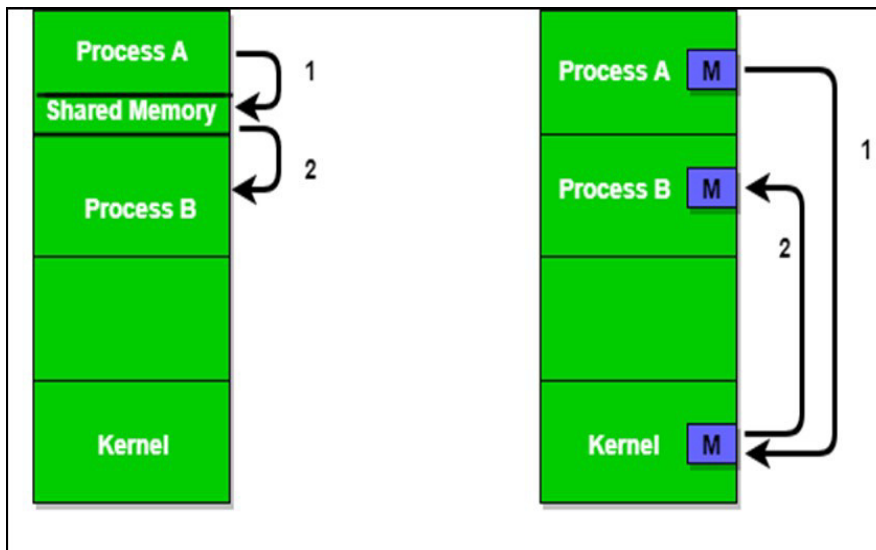 Process A
1
Shared Memory
2
Process B
Kernel
Process A
M
1
Process B
M
2
Kernel
M